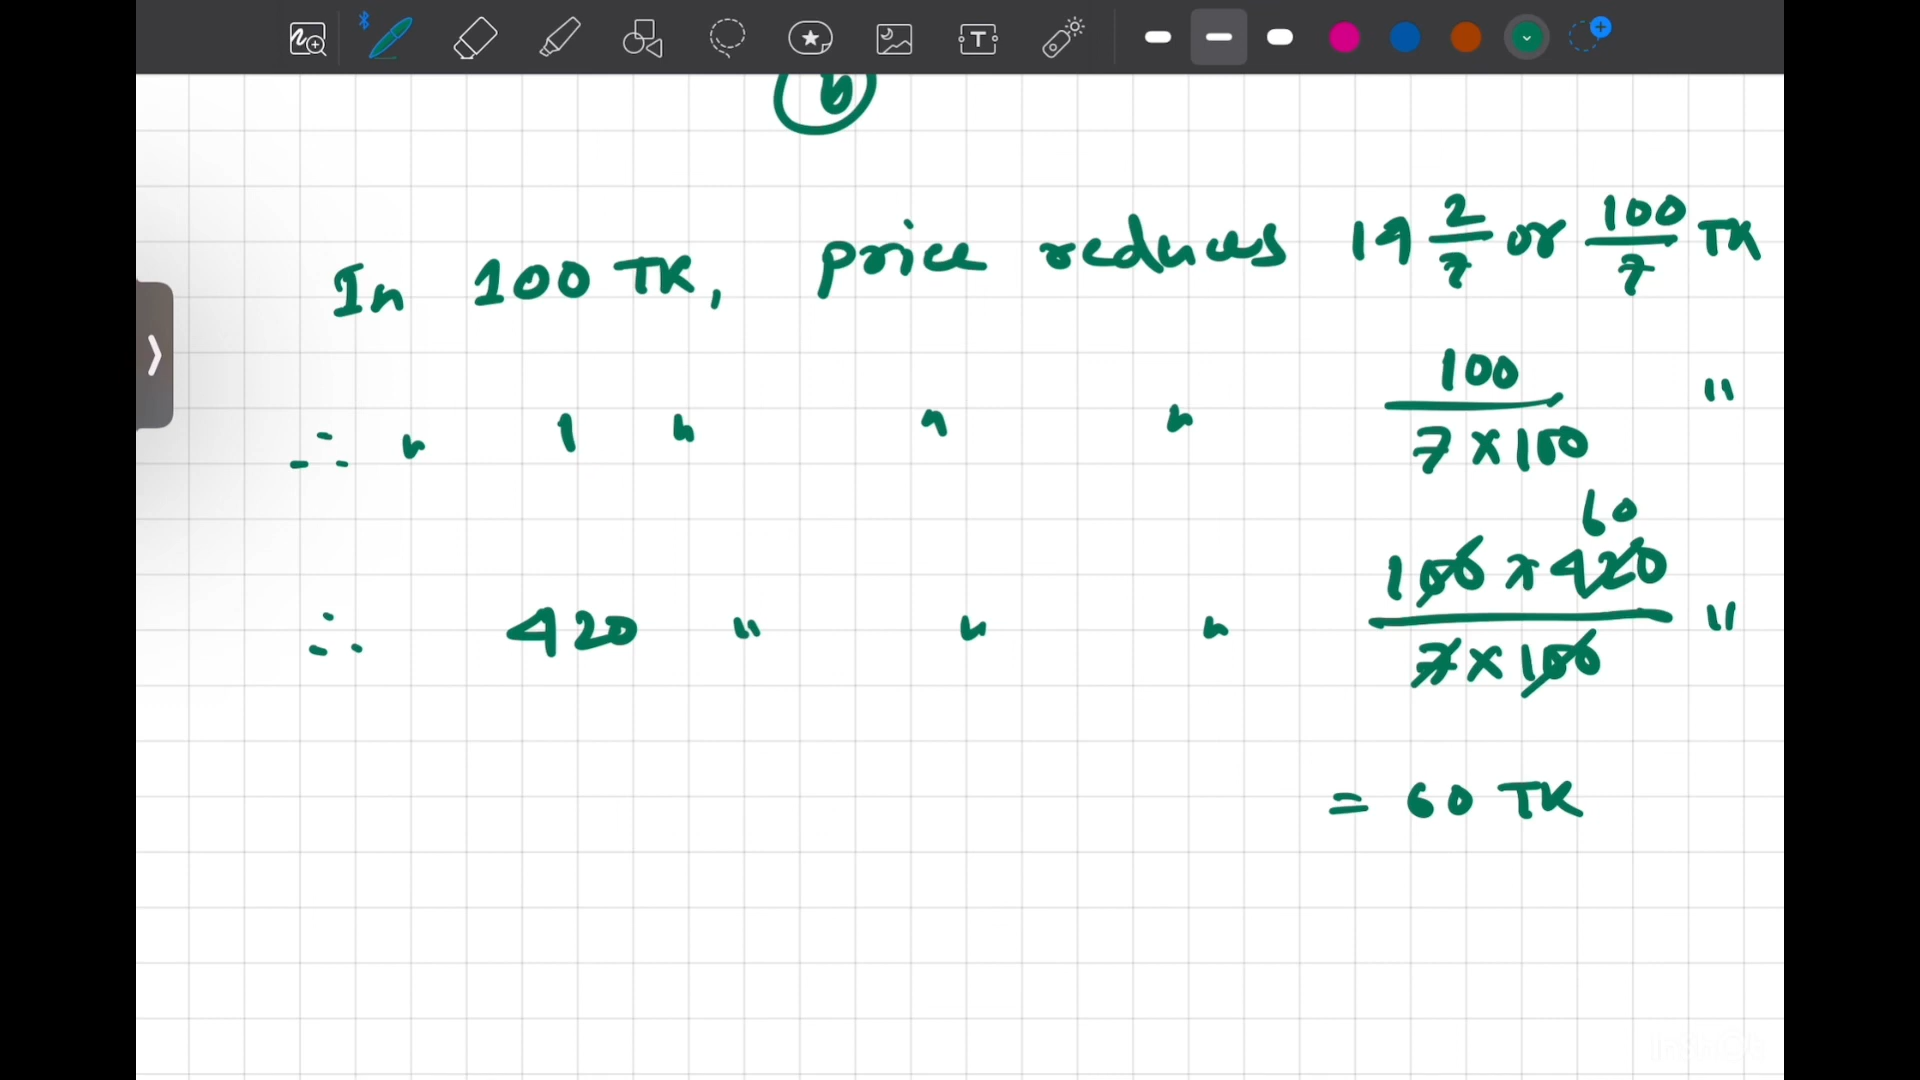 b
In 100 TK, price reduces 14 2/7 or 100/7 TK
∴ " 1 " " " 100/(7 × 100) "
60
∴ 420 " " " (100 × 420)/(7 × 100) "
= 60 TK